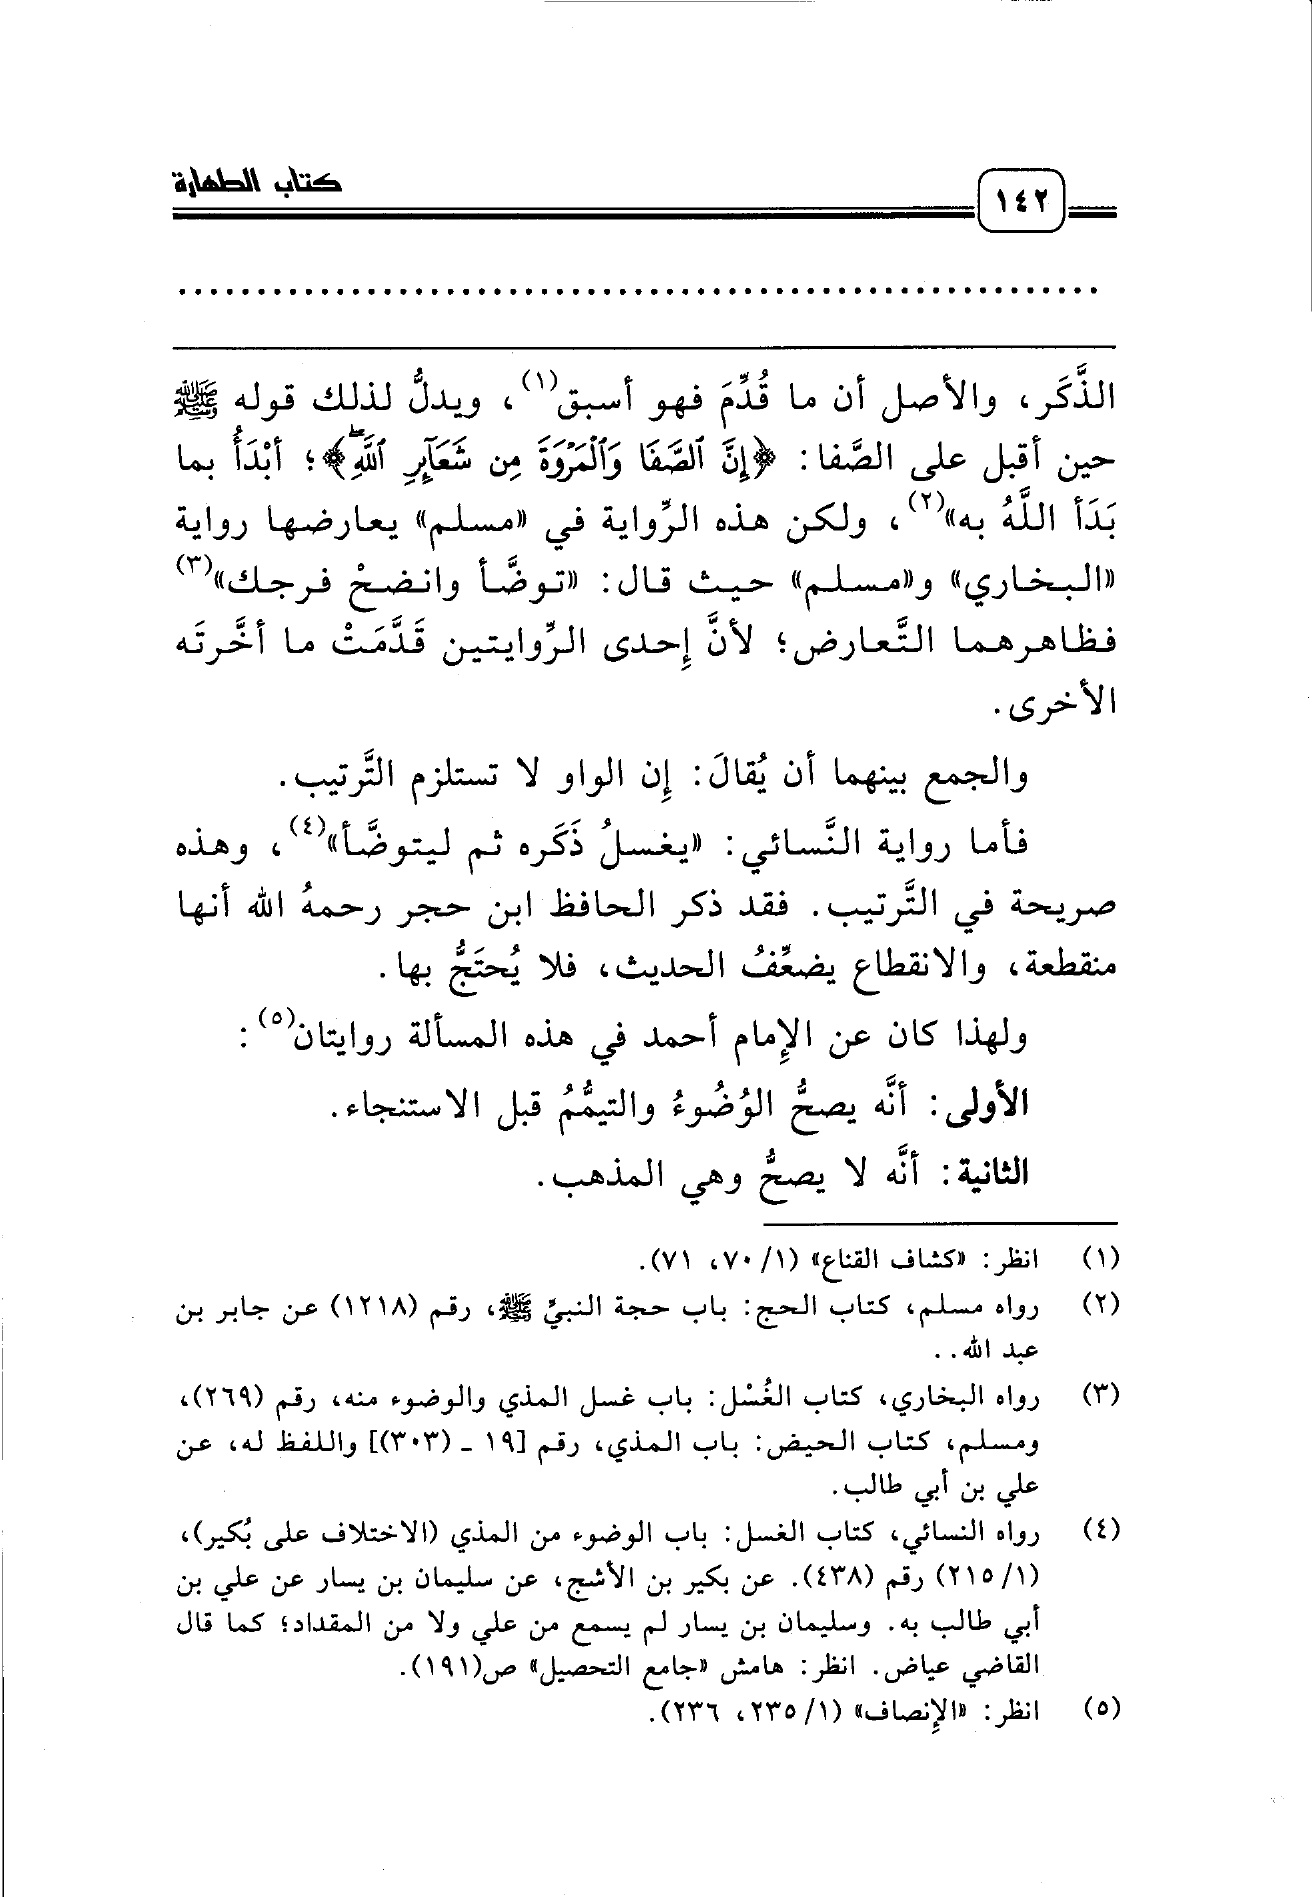 كتاب الطهارة
١٤٢
............................................................
الذَّكَر، والأصل أن ما قُدِّمَ فهو أسبق(١)، ويدلُّ لذلك قوله ﷺ
حين أقبل على الصَّفا: ﴿إِنَّ ٱلصَّفَا وَٱلْمَرْوَةَ مِن شَعَآئِرِ ٱللَّهِۖ﴾؛ أبْدَأُ بما
بَدَأ اللَّهُ به»(٢)، ولكن هذه الرِّواية في «مسلم» يعارضها رواية
«البخاري» و«مسلم» حيث قال: «توضَّأ وانضحْ فرجك»(٣)
فظاهرهما التَّعارض؛ لأنَّ إحدى الرِّوايتين قَدَّمَتْ ما أخَّرتَه
الأخرى.
والجمع بينهما أن يُقالَ: إن الواو لا تستلزم التَّرتيب.
فأما رواية النَّسائي: «يغسلُ ذَكَره ثم ليتوضَّأ»(٤)، وهذه
صريحة في التَّرتيب. فقد ذكر الحافظ ابن حجر رحمهُ الله أنها
منقطعة، والانقطاع يضعِّفُ الحديث، فلا يُحتَجُّ بها.
ولهذا كان عن الإمام أحمد في هذه المسألة روايتان(٥):
الأولى: أنَّه يصحُّ الوُضُوءُ والتيمُّمُ قبل الاستنجاء.
الثانية: أنَّه لا يصحُّ وهي المذهب.
(١) انظر: «كشاف القناع» (١/ ٧٠، ٧١).
(٢) رواه مسلم، كتاب الحج: باب حجة النبيِّ ﷺ، رقم (١٢١٨) عن جابر بن
عبد الله..
(٣) رواه البخاري، كتاب الغُسْل: باب غسل المذي والوضوء منه، رقم (٢٦٩)،
ومسلم، كتاب الحيض: باب المذي، رقم [١٩ ـ (٣٠٣)] واللفظ له، عن
علي بن أبي طالب.
(٤) رواه النسائي، كتاب الغسل: باب الوضوء من المذي (الاختلاف على بُكير)،
(١/ ٢١٥) رقم (٤٣٨). عن بكير بن الأشج، عن سليمان بن يسار عن علي بن
أبي طالب به. وسليمان بن يسار لم يسمع من علي ولا من المقداد؛ كما قال
القاضي عياض. انظر: هامش «جامع التحصيل» ص(١٩١).
(٥) انظر: «الإنصاف» (١/ ٢٣٥، ٢٣٦).